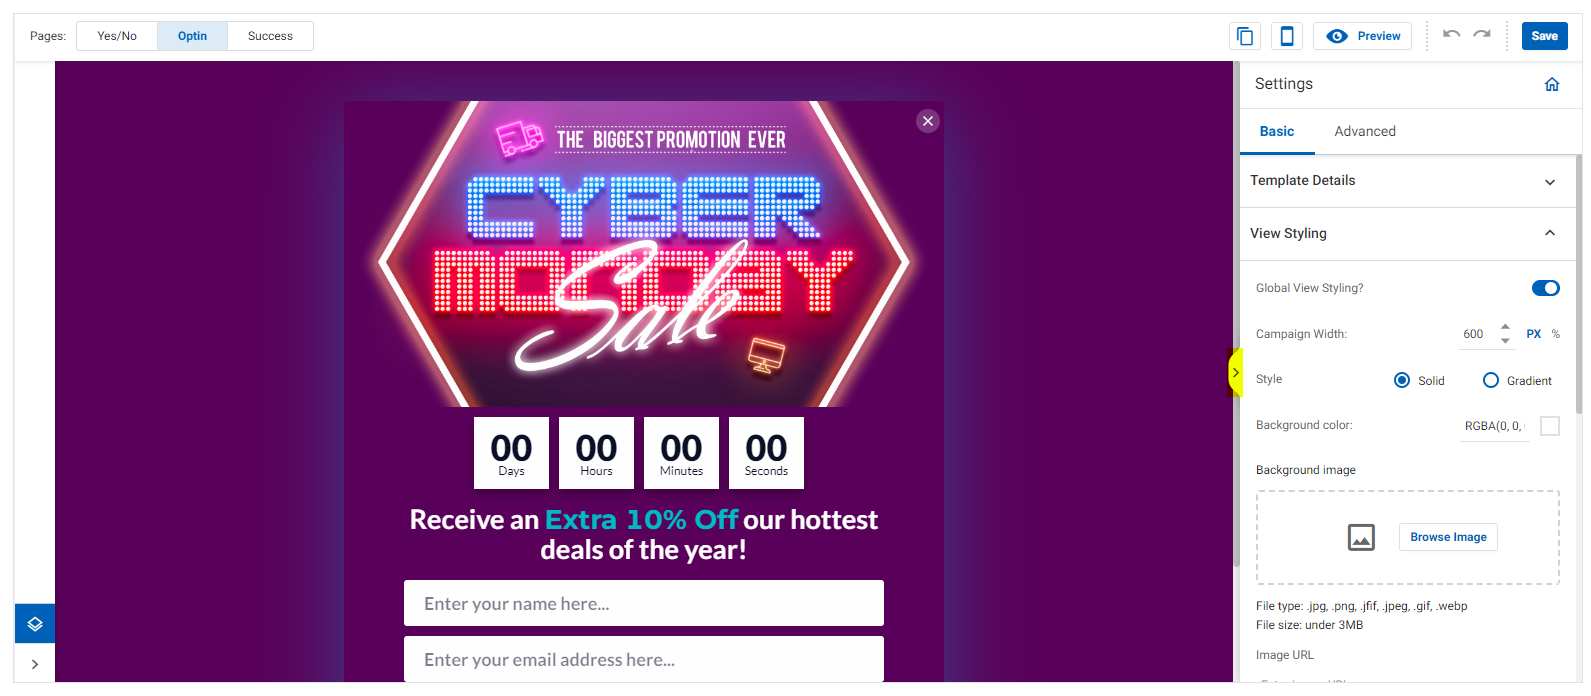 Pages: Yes/No Optin Success Preview Save
THE BIGGEST PROMOTION EVER
CYBER
MONDAY
Sale
00 00 00 00
Days Hours Minutes Seconds
Receive an Extra 10% Off our hottest
deals of the year!
Enter your name here...
Enter your email address here...
Settings
Basic Advanced
Template Details
View Styling
Global View Styling?
Campaign Width: 600 PX %
Style Solid Gradient
Background color: RGBA(0, 0,
Background image
Browse Image
File type: .jpg, .png, .jfif, .jpeg, .gif, .webp
File size: under 3MB
Image URL